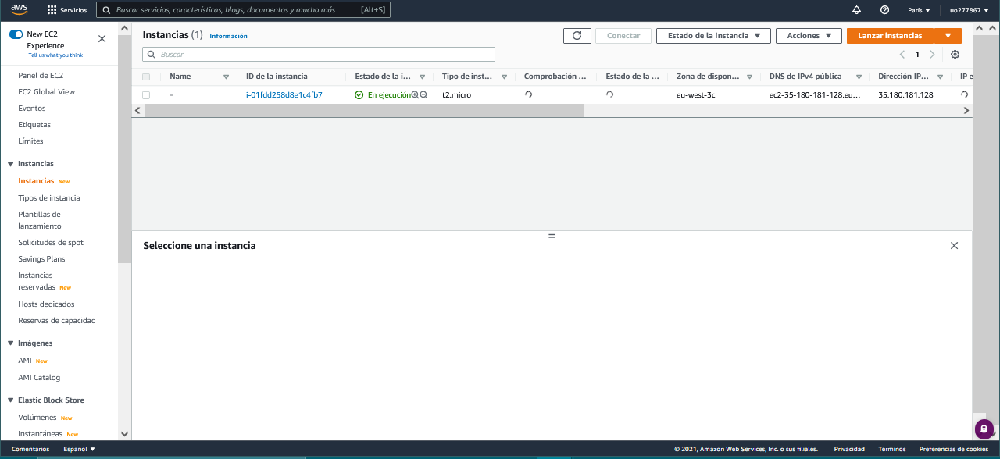 aws
Servicios
Buscar servicios, características, blogs, documentos y mucho más [Alt+S]
París ▼
uo277867 ▼
New EC2
Experience
Tell us what you think
Panel de EC2
EC2 Global View
Eventos
Etiquetas
Límites
Instancias
Instancias New
Tipos de instancia
Plantillas de
lanzamiento
Solicitudes de spot
Savings Plans
Instancias
reservadas New
Hosts dedicados
Reservas de capacidad
Imágenes
AMI New
AMI Catalog
Elastic Block Store
Volúmenes New
Instantáneas New
Instancias (1) Información
Conectar
Estado de la instancia ▼
Acciones ▼
Lanzar instancias
Buscar
1
Name ID de la instancia Estado de la i... Tipo de inst... Comprobación ... Estado de la ... Zona de dispon... DNS de IPv4 pública Dirección IP... IP e
– i-01fdd258d8e1c4fb7 En ejecución t2.micro eu-west-3c ec2-35-180-181-128.eu... 35.180.181.128
Seleccione una instancia
Comentarios Español ▼ © 2021, Amazon Web Services, Inc. o sus filiales. Privacidad Términos Preferencias de cookies